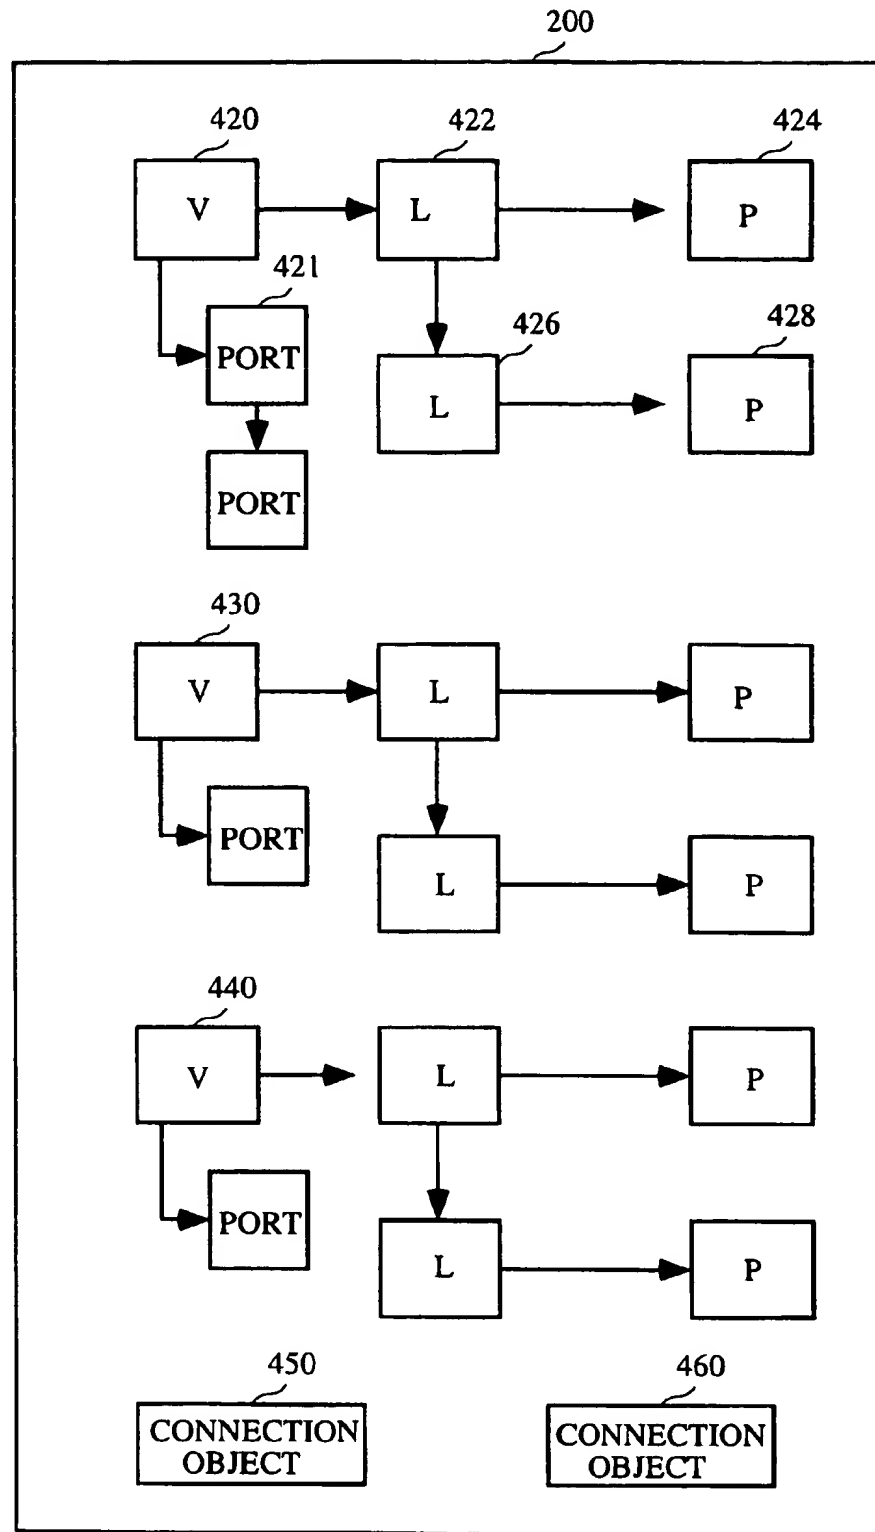 200
420
422
424
V
L
P
421
PORT
426
428
L
P
PORT
430
V
L
P
PORT
L
P
440
V
L
P
PORT
L
P
450
460
CONNECTION
OBJECT
CONNECTION
OBJECT